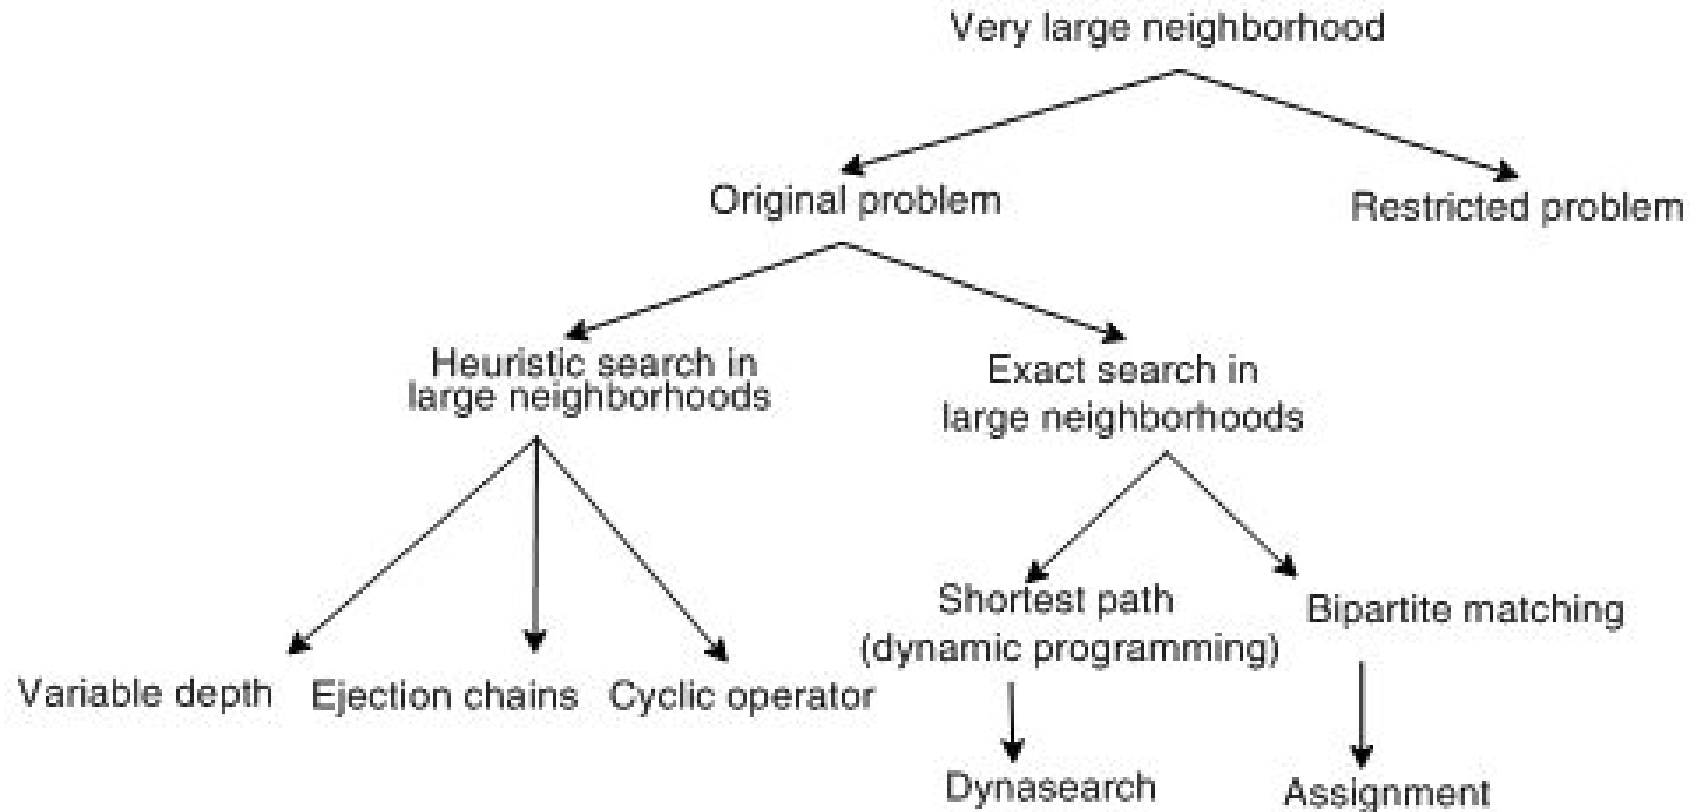 Very large neighborhood
Original problem
Restricted problem
Heuristic search in
large neighborhoods
Exact search in
large neighborhoods
Shortest path
(dynamic programming)
Bipartite matching
Variable depth
Ejection chains
Cyclic operator
Dynasearch
Assignment